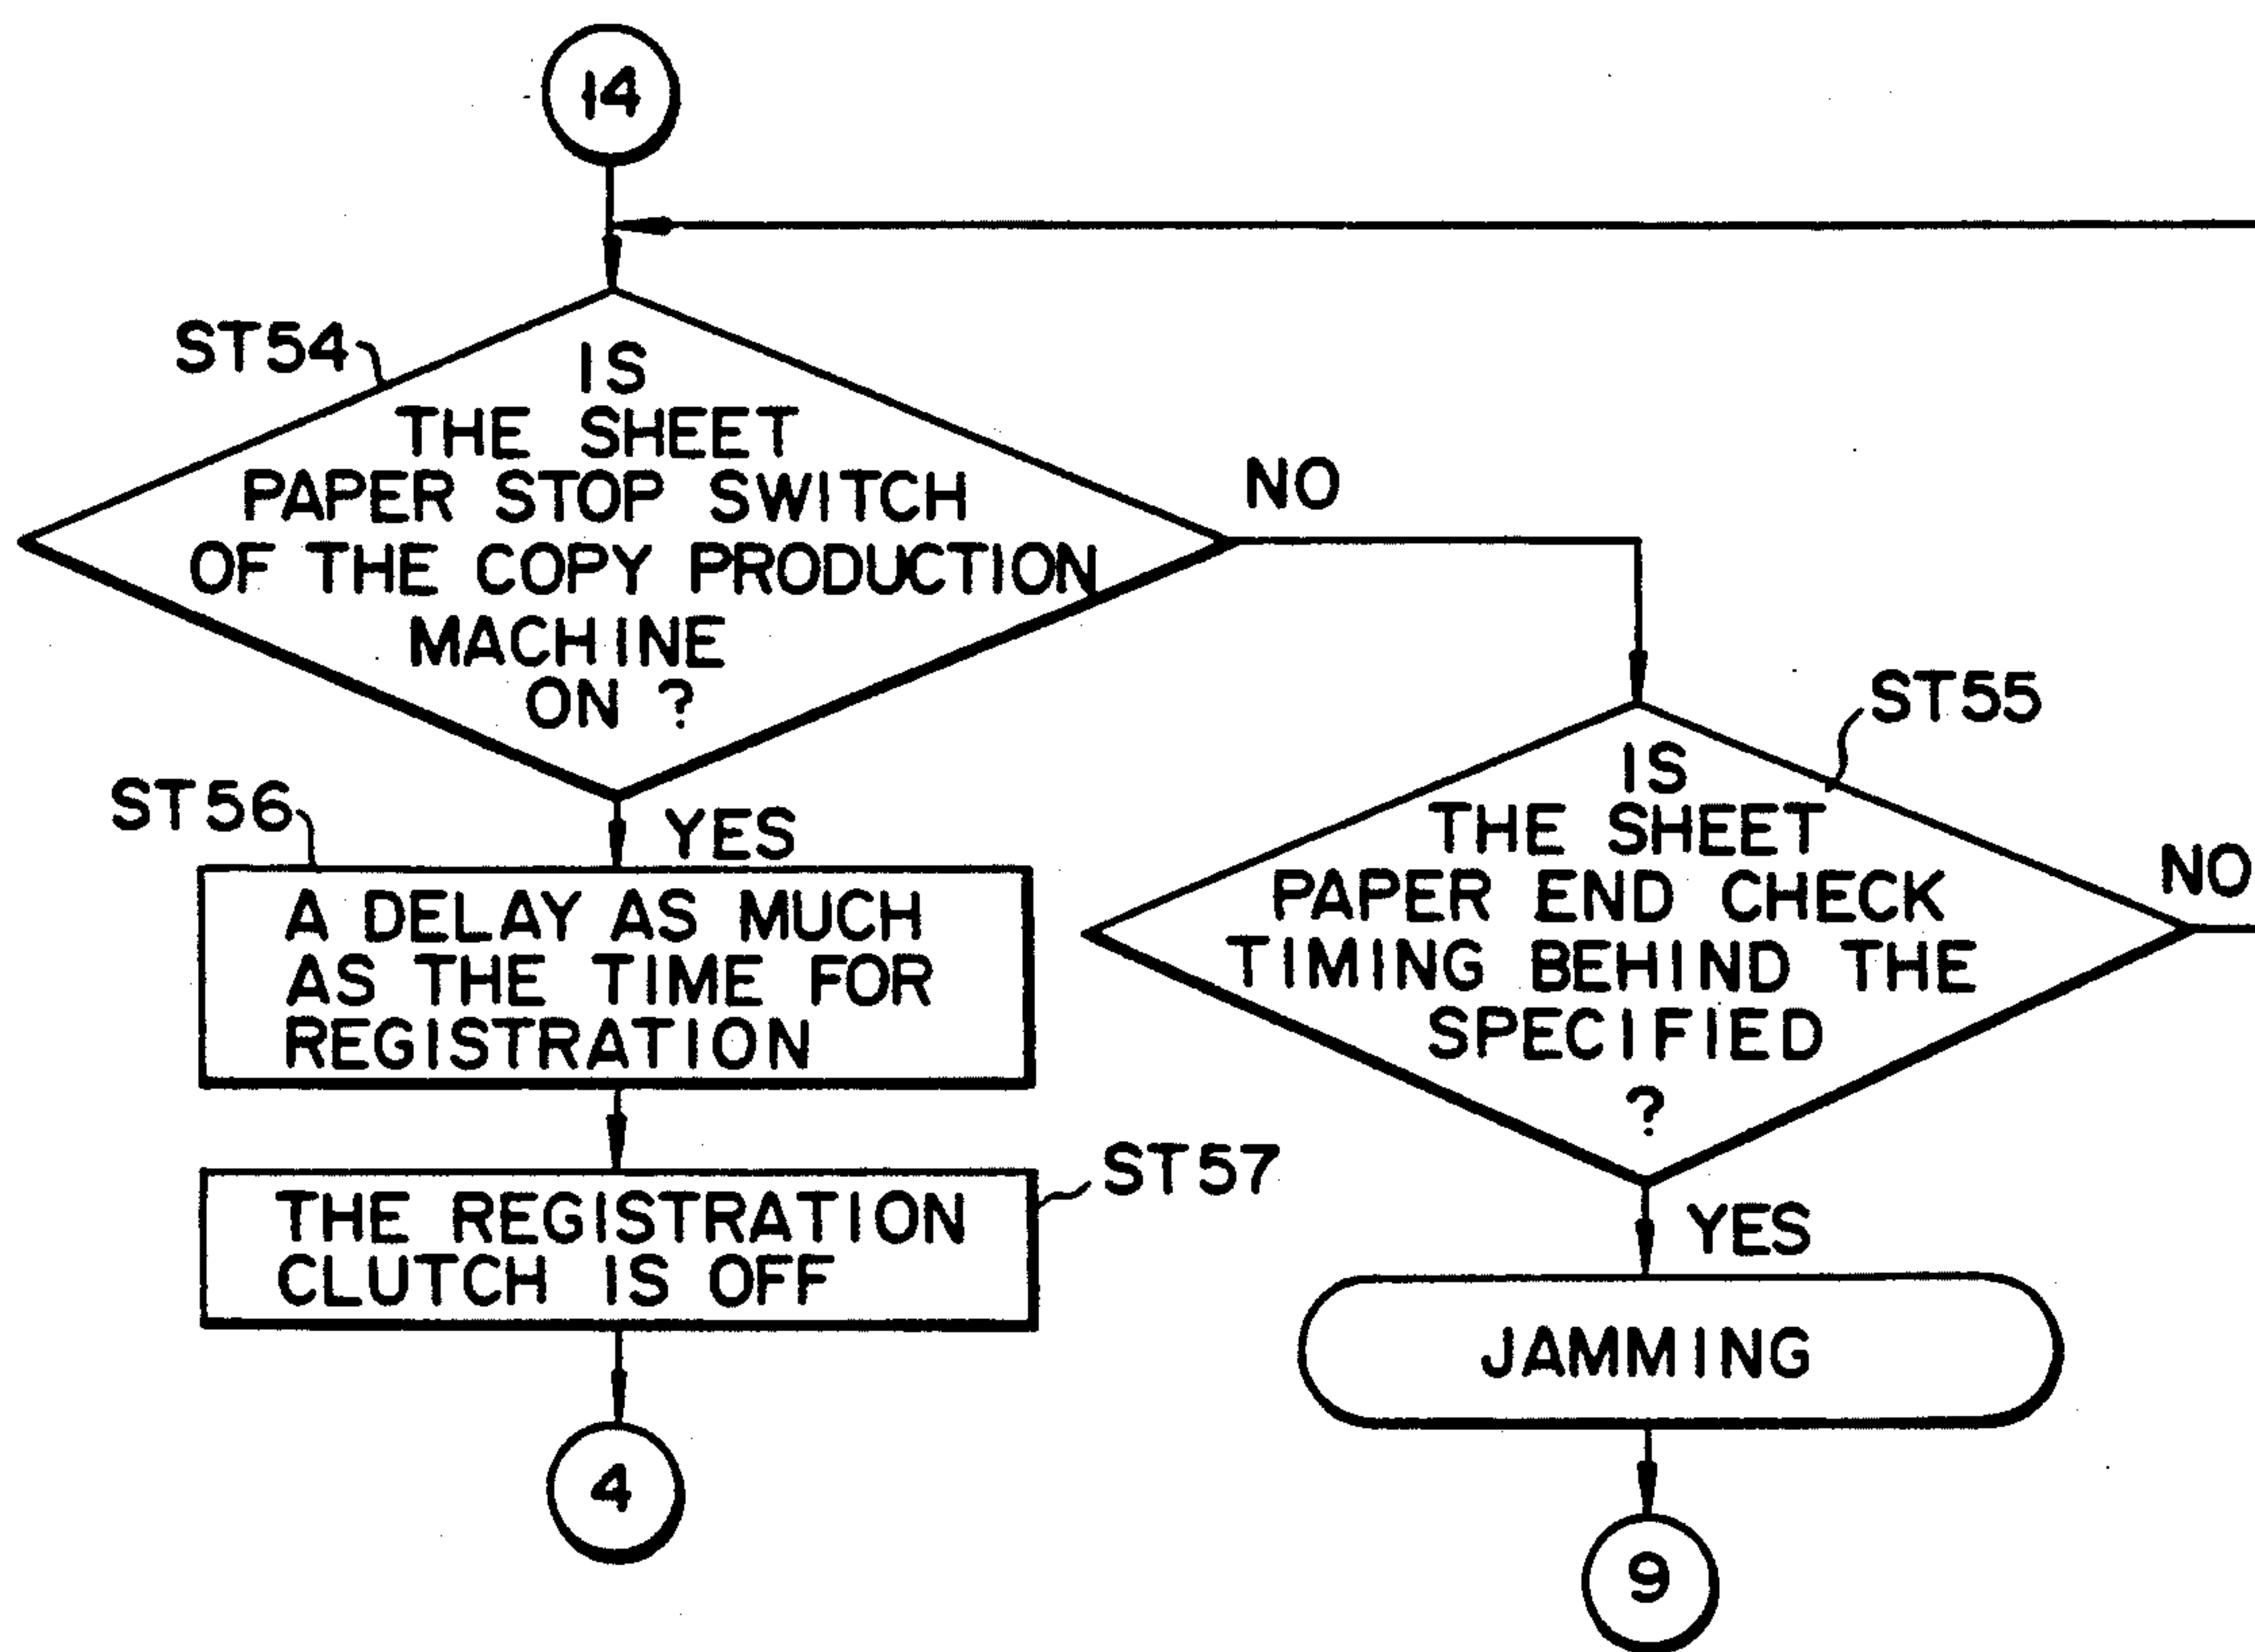 14
ST54
IS
THE SHEET
PAPER STOP SWITCH
OF THE COPY PRODUCTION
MACHINE
ON ?
NO
YES
ST55
IS
THE SHEET
PAPER END CHECK
TIMING BEHIND THE
SPECIFIED
?
NO
YES
ST56
A DELAY AS MUCH
AS THE TIME FOR
REGISTRATION
ST57
THE REGISTRATION
CLUTCH IS OFF
JAMMING
4
9